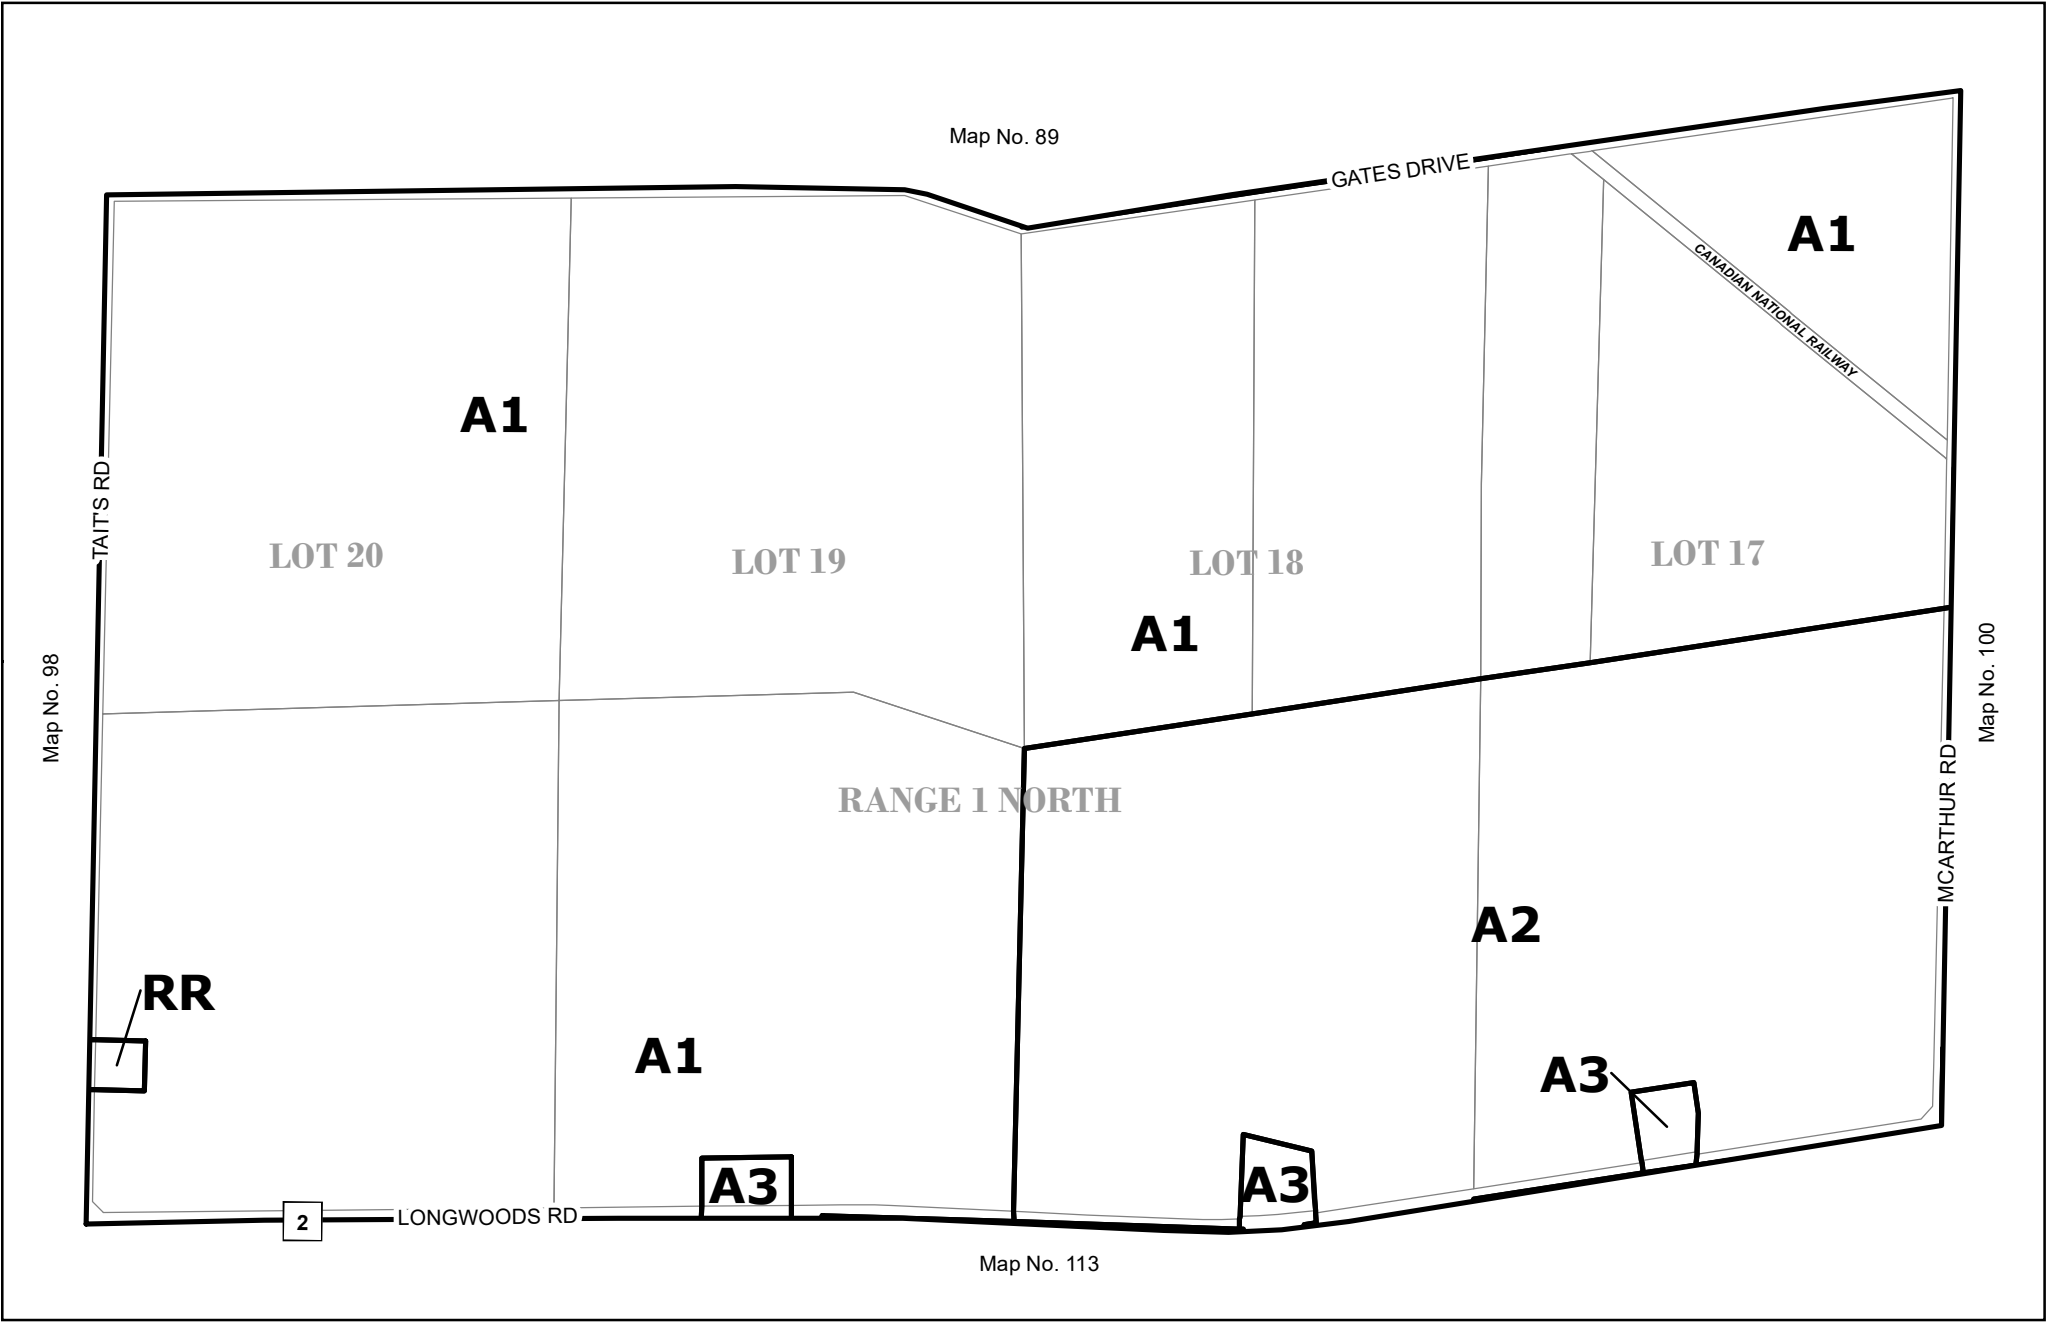 Map No. 89
GATES DRIVE
A1
CANADIAN NATIONAL RAILWAY
A1
TAIT'S RD
LOT 20
LOT 19
LOT 18
LOT 17
A1
Map No. 98
Map No. 100
RANGE 1 NORTH
MCARTHUR RD
A2
RR
A1
A3
A3
A3
2
LONGWOODS RD
Map No. 113